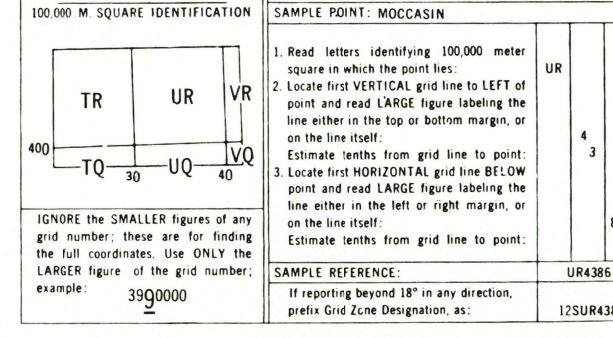 100,000 M. SQUARE IDENTIFICATION
TR UR VR
400
TQ UQ VQ
30 40
IGNORE the SMALLER figures of any
grid number; these are for finding
the full coordinates. Use ONLY the
LARGER figure of the grid number;
example:
3990000
SAMPLE POINT: MOCCASIN
1. Read letters identifying 100,000 meter
square in which the point lies:
UR
2. Locate first VERTICAL grid line to LEFT of
point and read LARGE figure labeling the
line either in the top or bottom margin, or
on the line itself:
4
Estimate tenths from grid line to point:
3
3. Locate first HORIZONTAL grid line BELOW
point and read LARGE figure labeling the
line either in the left or right margin, or
on the line itself:
8
Estimate tenths from grid line to point:
SAMPLE REFERENCE:
UR4386
If reporting beyond 18° in any direction,
prefix Grid Zone Designation, as:
12SUR438